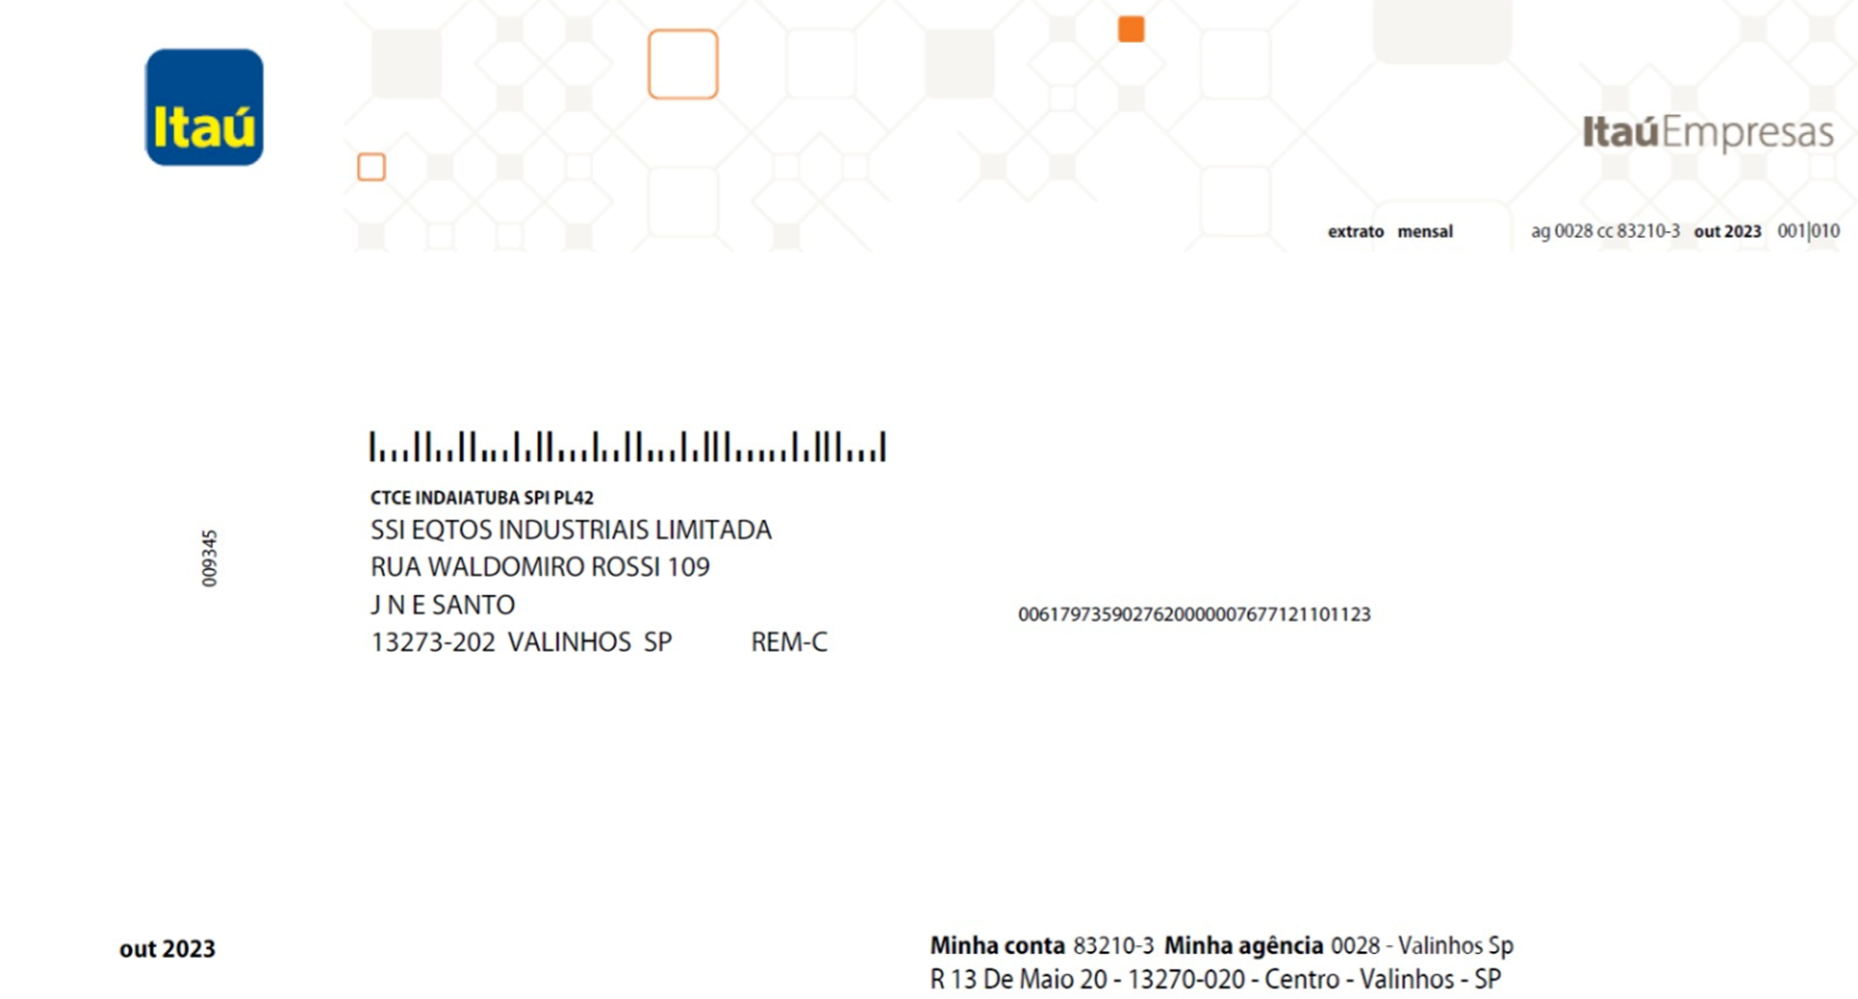 Itaú
ItaúEmpresas
extrato mensal ag 0028 cc 83210-3 out 2023 001|010
CTCE INDAIATUBA SPI PL42
SSI EQTOS INDUSTRIAIS LIMITADA
RUA WALDOMIRO ROSSI 109
J N E SANTO
13273-202 VALINHOS SP REM-C
009345
00617973590276200000007677121101123
out 2023
Minha conta 83210-3 Minha agência 0028 - Valinhos Sp
R 13 De Maio 20 - 13270-020 - Centro - Valinhos - SP